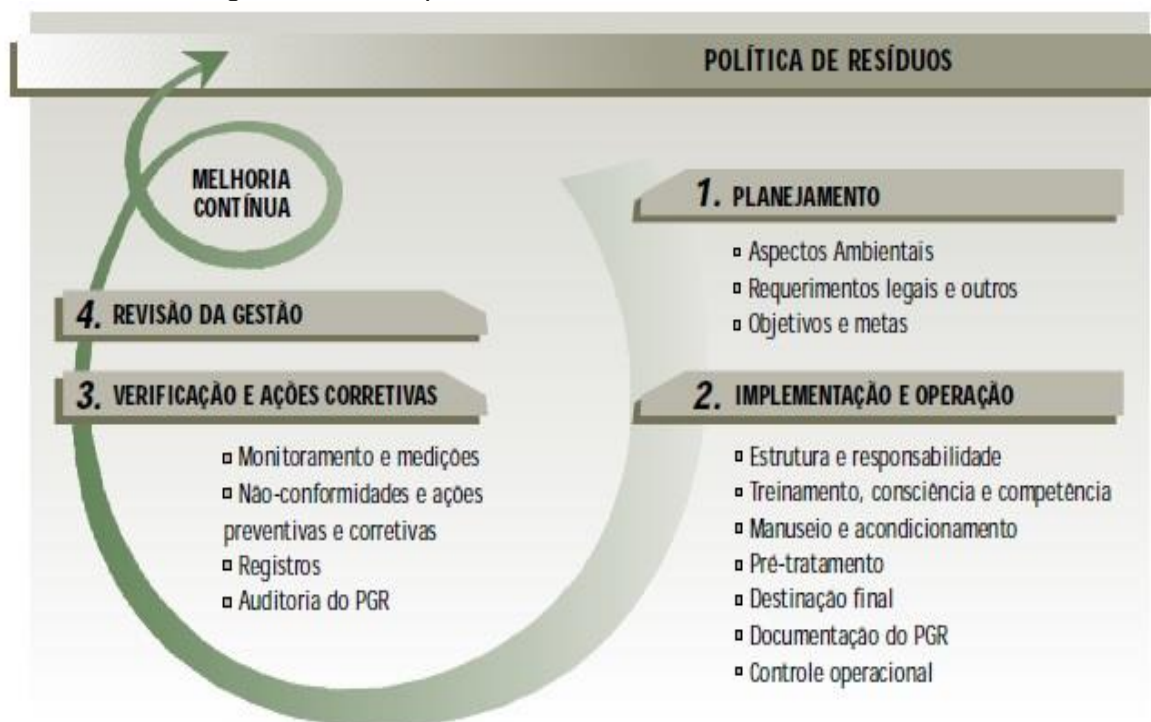 POLÍTICA DE RESÍDUOS
MELHORIA
CONTÍNUA
1. PLANEJAMENTO
▫ Aspectos Ambientais
▫ Requerimentos legais e outros
▫ Objetivos e metas
2. IMPLEMENTAÇÃO E OPERAÇÃO
▫ Estrutura e responsabilidade
▫ Treinamento, consciência e competência
▫ Manuseio e acondicionamento
▫ Pré-tratamento
▫ Destinação final
▫ Documentação do PGR
▫ Controle operacional
3. VERIFICAÇÃO E AÇÕES CORRETIVAS
▫ Monitoramento e medições
▫ Não-conformidades e ações
preventivas e corretivas
▫ Registros
▫ Auditoria do PGR
4. REVISÃO DA GESTÃO